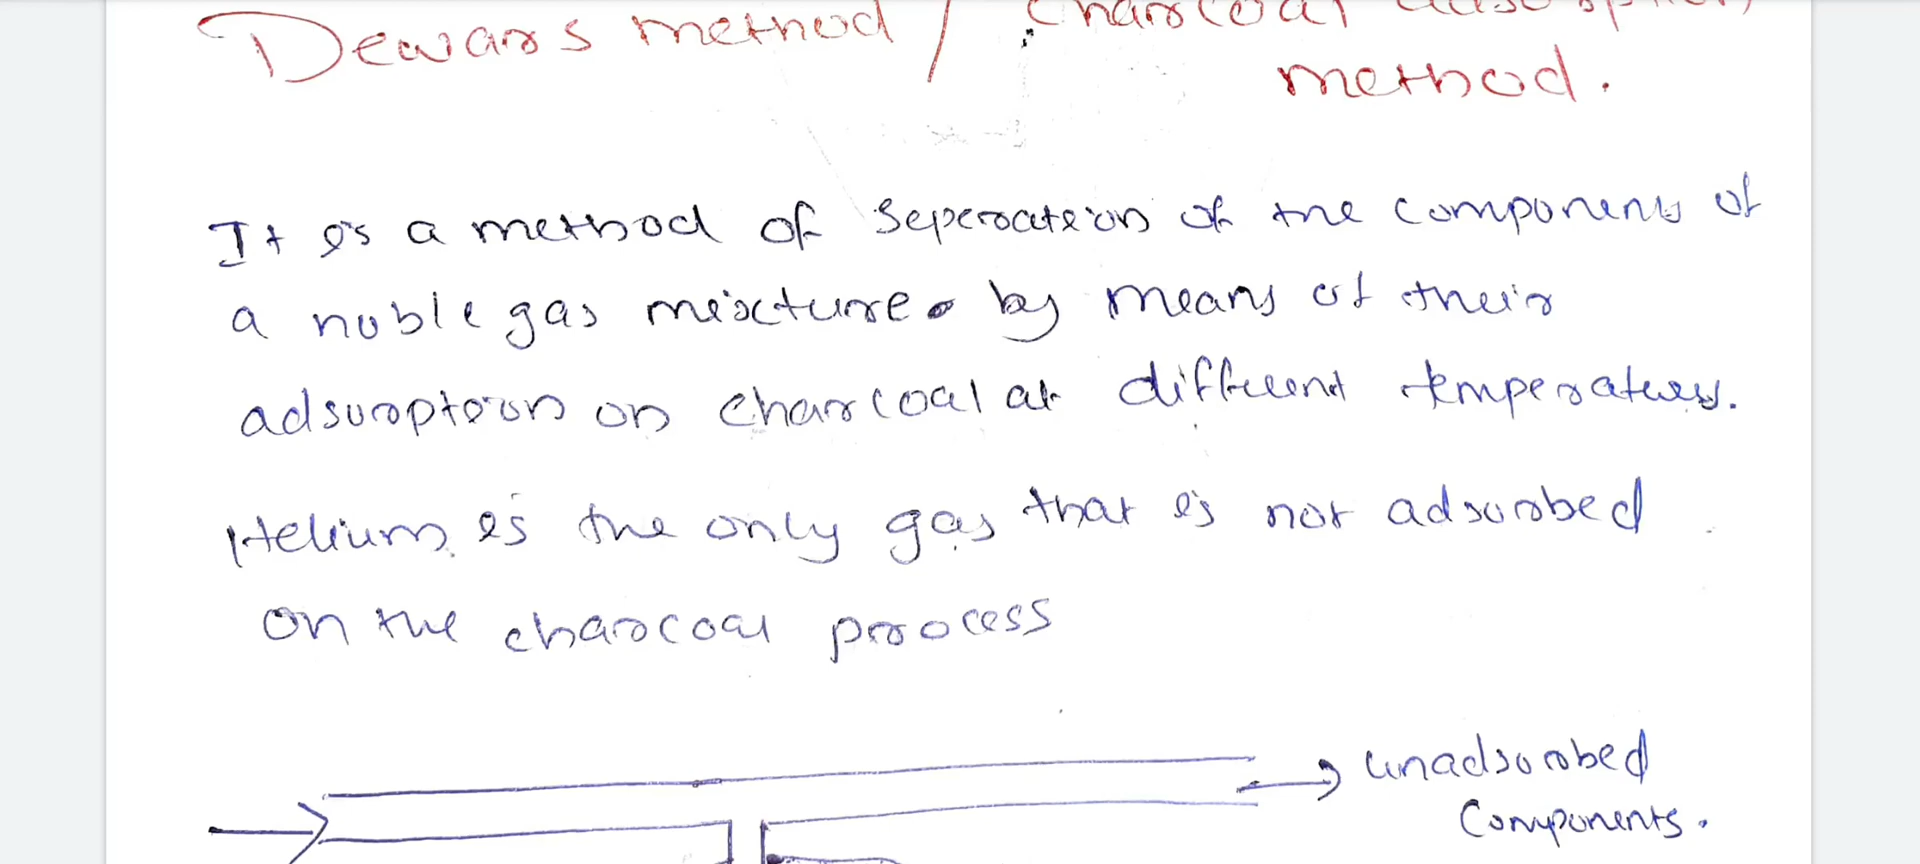 Dewars method / Charcoal adsorption
method.
It is a method of seperation of the components of
a noble gas mixture by means of their
adsorption on charcoal at different temperatures.
Helium is the only gas that is not adsorbed
on the charcoal process
unadsorbed
components.